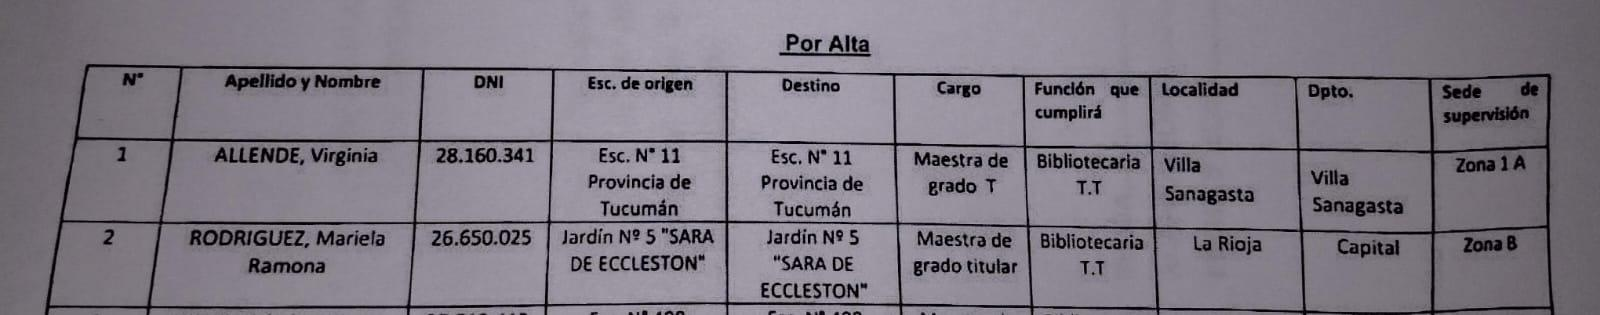 Por Alta
N° Apellido y Nombre DNI Esc. de origen Destino Cargo Función que cumplirá Localidad Dpto. Sede de supervisión
1 ALLENDE, Virginia 28.160.341 Esc. N° 11 Provincia de Tucumán Esc. N° 11 Provincia de Tucumán Maestra de grado T Bibliotecaria T.T Villa Sanagasta Villa Sanagasta Zona 1 A
2 RODRIGUEZ, Mariela Ramona 26.650.025 Jardín Nº 5 "SARA DE ECCLESTON" Jardín Nº 5 "SARA DE ECCLESTON" Maestra de grado titular Bibliotecaria T.T La Rioja Capital Zona B